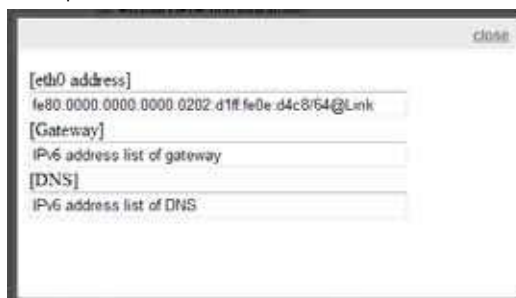 close
[eth0 address]
fe80:0000:0000:0000:0202:d1ff:fe0e:d4c8/64@Link
[Gateway]
IPv6 address list of gateway
[DNS]
IPv6 address list of DNS